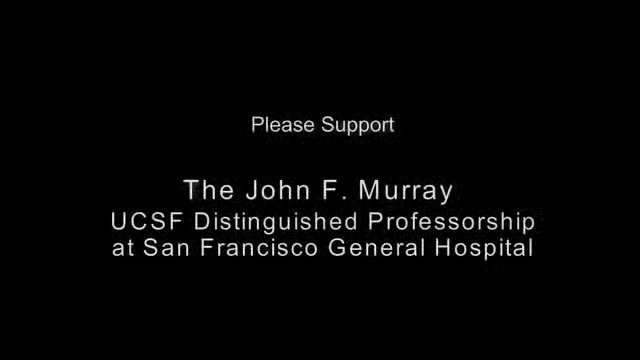 Please Support
The John F. Murray
UCSF Distinguished Professorship
at San Francisco General Hospital